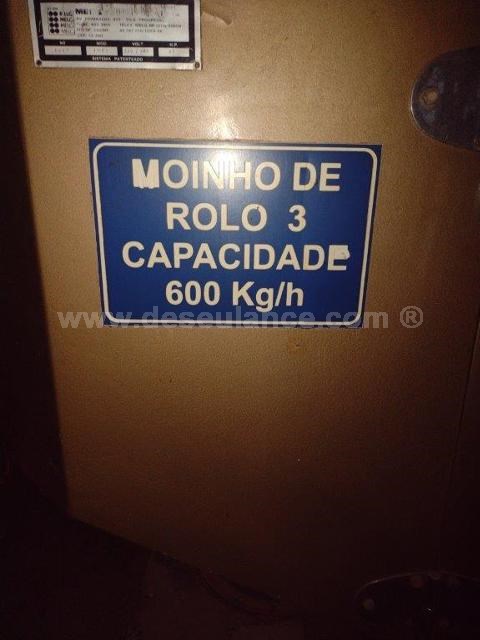 SISTEMA PATENTEADO
MOINHO DE
ROLO 3
CAPACIDADE
600 Kg/h
www.deseulance.com ®